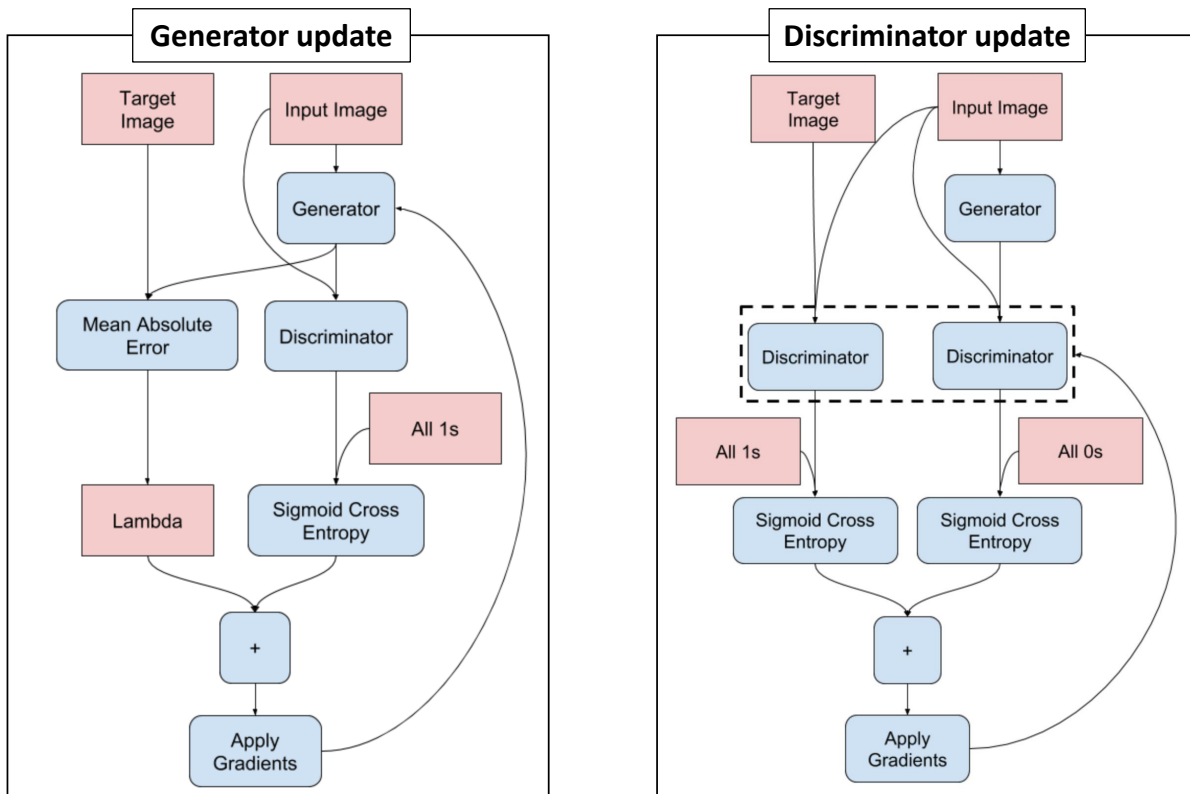 Generator update
Target
Image
Input Image
Generator
Mean Absolute
Error
Discriminator
All 1s
Lambda
Sigmoid Cross
Entropy
+
Apply
Gradients
Discriminator update
Target
Image
Input Image
Generator
Discriminator
Discriminator
All 1s
All 0s
Sigmoid Cross
Entropy
Sigmoid Cross
Entropy
+
Apply
Gradients